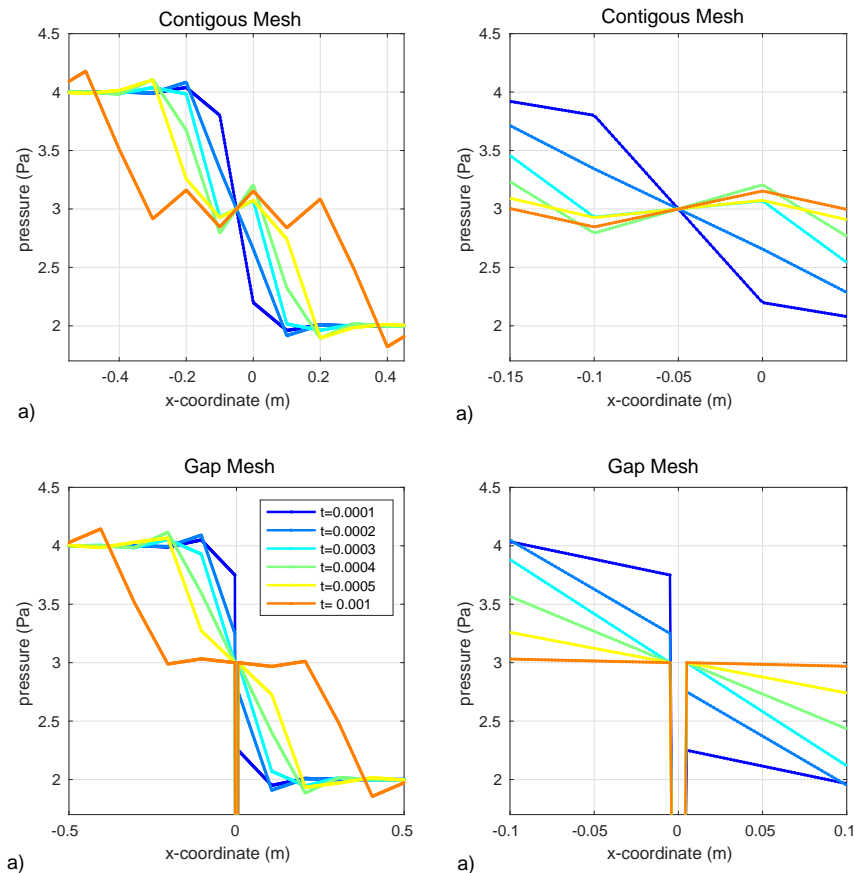 Contigous Mesh
4.5
4
3.5
3
2.5
2
pressure (Pa)
-0.4 -0.2 0 0.2 0.4
x-coordinate (m)
a)
Contigous Mesh
4.5
4
3.5
3
2.5
2
pressure (Pa)
-0.15 -0.1 -0.05 0
x-coordinate (m)
a)
Gap Mesh
4.5
4
3.5
3
2.5
2
pressure (Pa)
t=0.0001
t=0.0002
t=0.0003
t=0.0004
t=0.0005
t= 0.001
-0.5 0 0.5
x-coordinate (m)
a)
Gap Mesh
4.5
4
3.5
3
2.5
2
pressure (Pa)
-0.1 -0.05 0 0.05 0.1
x-coordinate (m)
a)